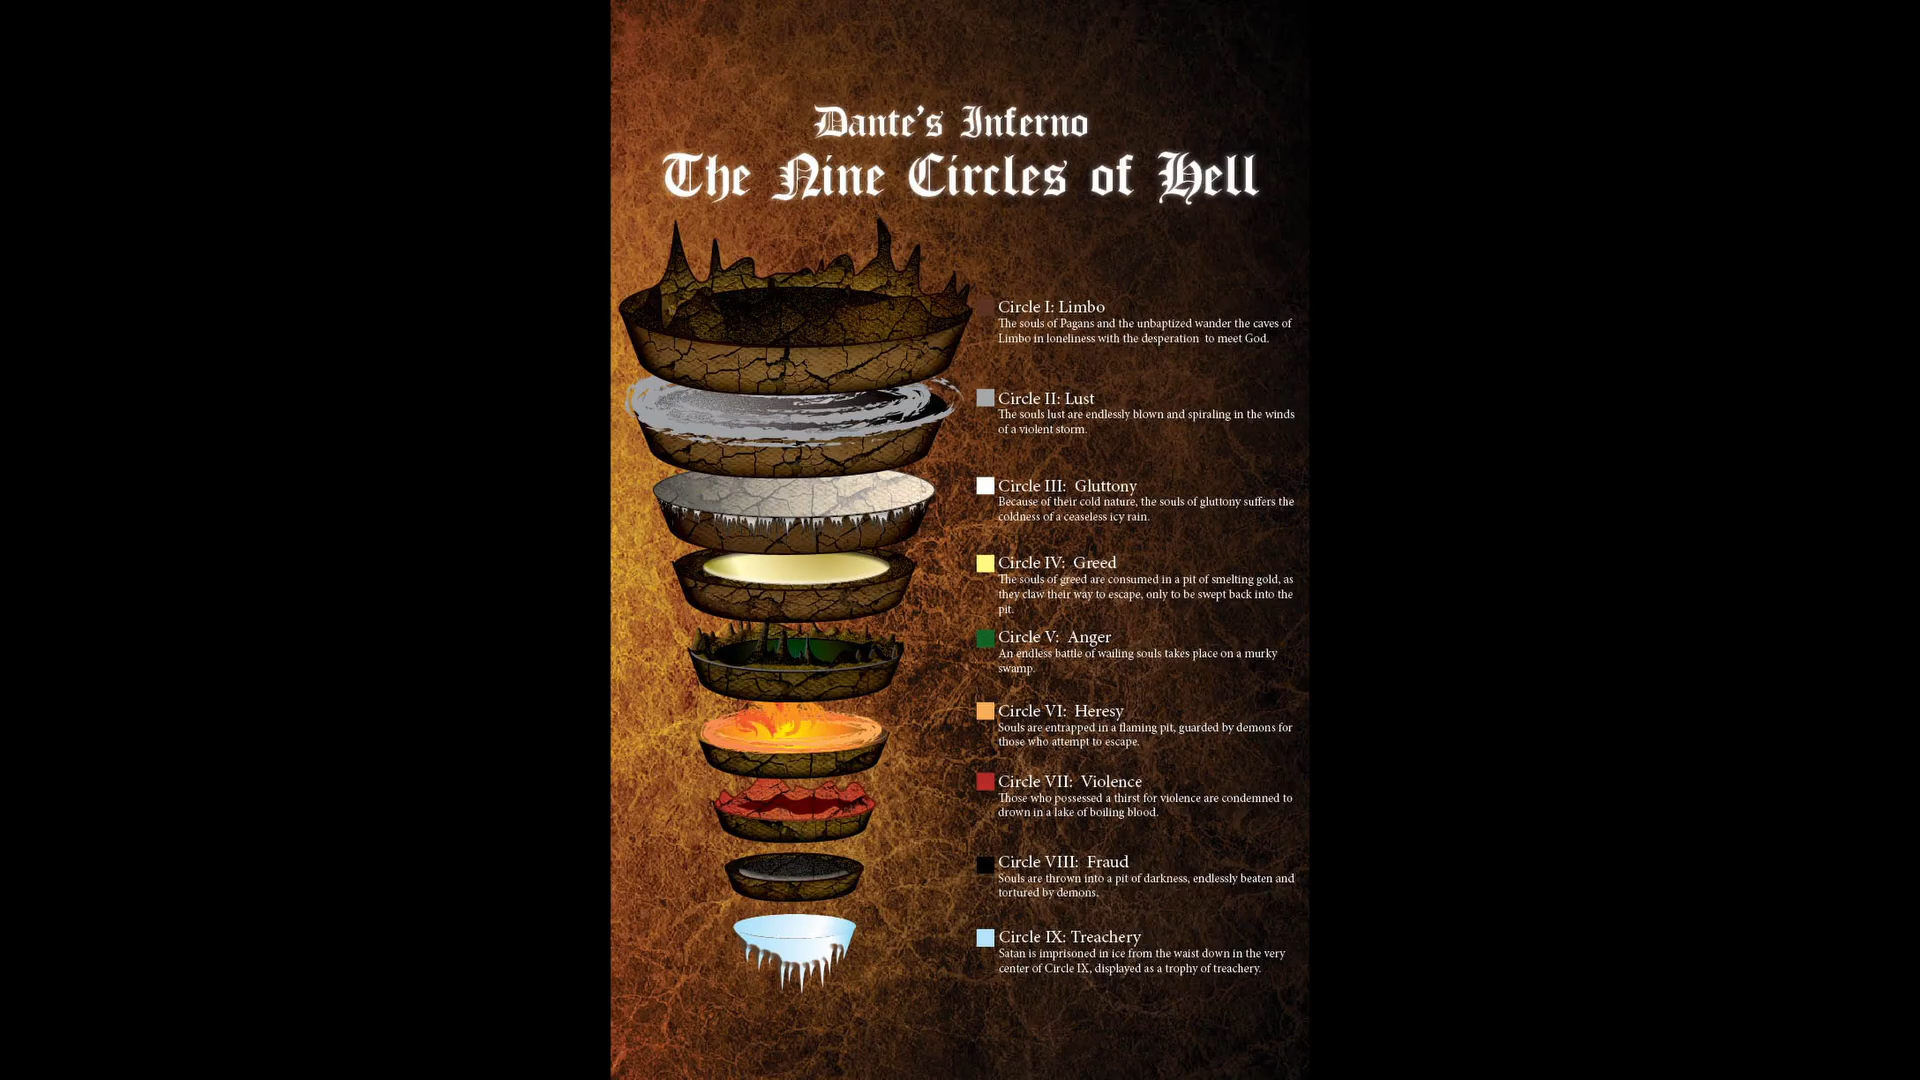 Dante's Inferno
The Nine Circles of Hell
Circle I: Limbo
The souls of Pagans and the unbaptized wander the caves of
Limbo in loneliness with the desperation  to meet God.
Circle II: Lust
The souls lust are endlessly blown and spiraling in the winds
of a violent storm.
Circle III:  Gluttony
Because of their cold nature, the souls of gluttony suffers the
coldness of a ceaseless icy rain.
Circle IV:  Greed
The souls of greed are consumed in a pit of smelting gold, as
they claw their way to escape, only to be swept back into the
pit.
Circle V:  Anger
An endless battle of wailing souls takes place on a murky
swamp.
Circle VI:  Heresy
Souls are entrapped in a flaming pit, guarded by demons for
those who attempt to escape.
Circle VII:  Violence
Those who possessed a thirst for violence are condemned to
drown in a lake of boiling blood.
Circle VIII:  Fraud
Souls are thrown into a pit of darkness, endlessly beaten and
tortured by demons.
Circle IX: Treachery
Satan is imprisoned in ice from the waist down in the very
center of Circle IX, displayed as a trophy of treachery.